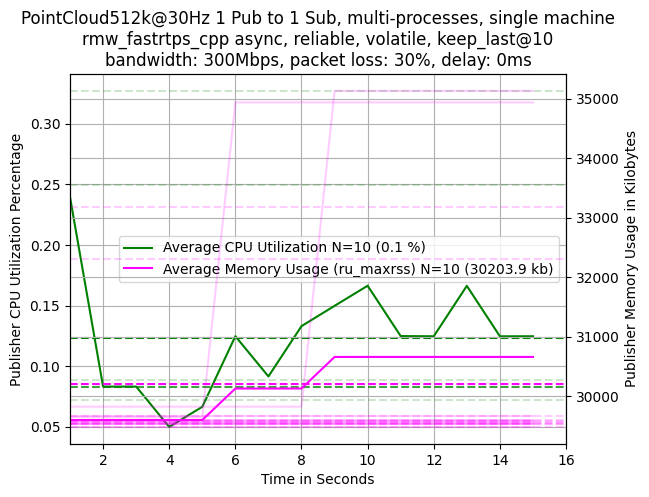 PointCloud512k@30Hz 1 Pub to 1 Sub, multi-processes, single machine
rmw_fastrtps_cpp async, reliable, volatile, keep_last@10
bandwidth: 300Mbps, packet loss: 30%, delay: 0ms
Publisher CPU Utilization Percentage
0.30
0.25
0.20
0.15
0.10
0.05
Average CPU Utilization N=10 (0.1 %)
Average Memory Usage (ru_maxrss) N=10 (30203.9 kb)
35000
34000
33000
32000
31000
30000
Publisher Memory Usage in Kilobytes
2 4 6 8 10 12 14 16
Time in Seconds